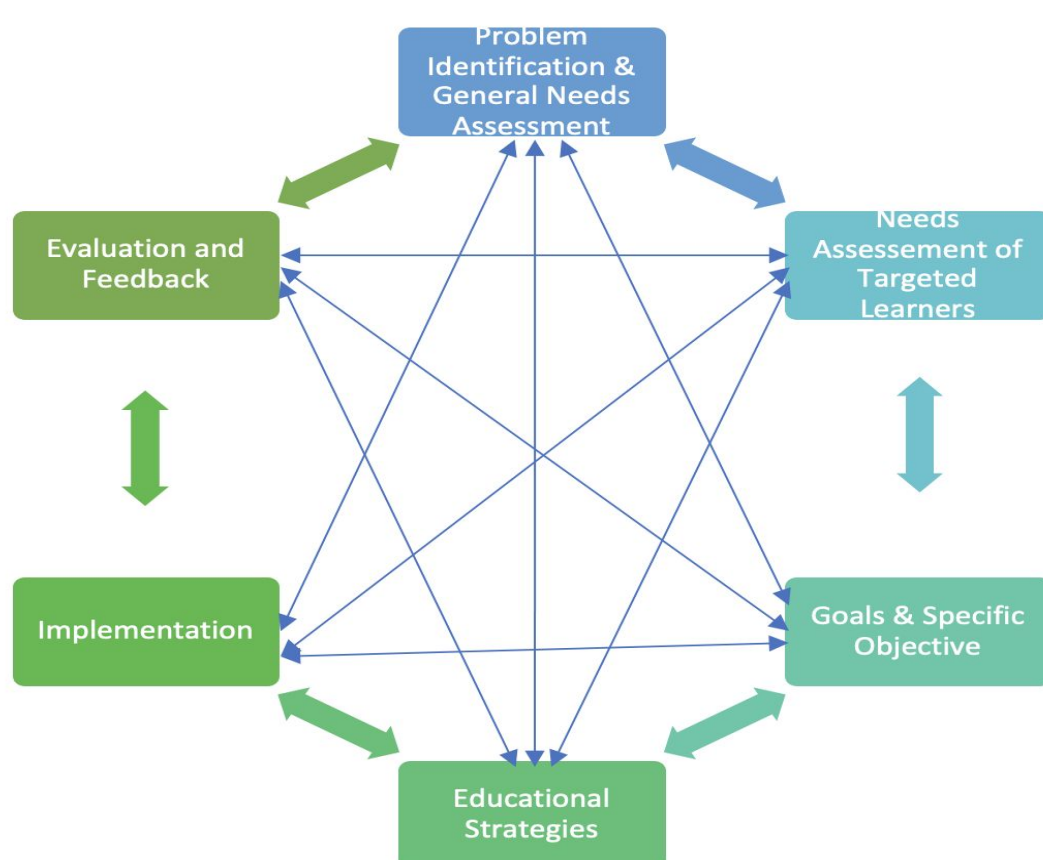 Problem
Identification &
General Needs
Assessment
Needs
Assessement of
Targeted
Learners
Goals & Specific
Objective
Educational
Strategies
Implementation
Evaluation and
Feedback